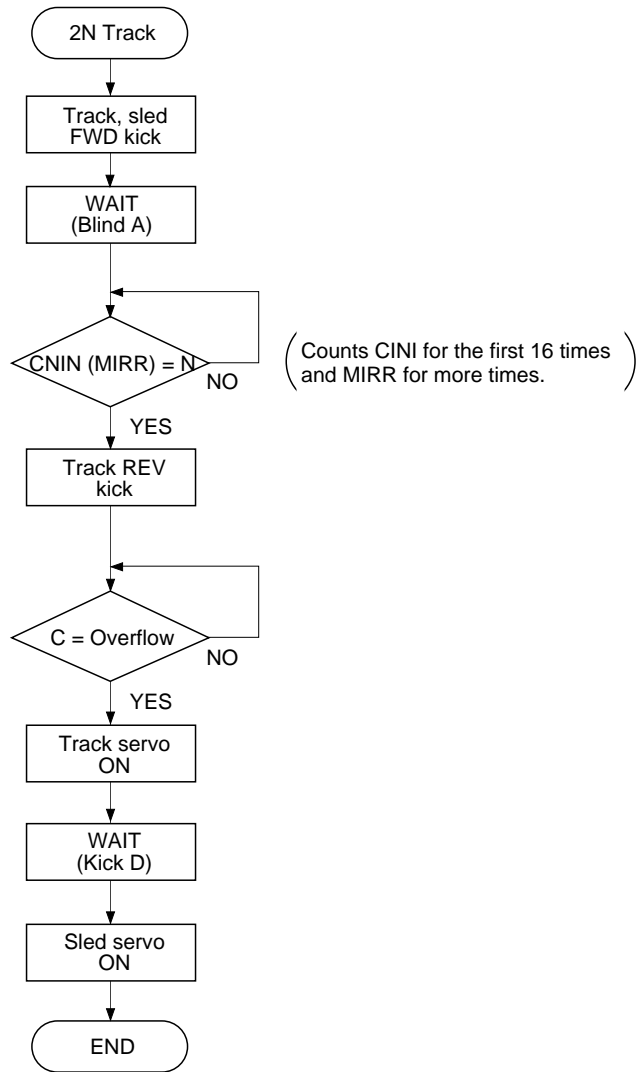 2N Track
Track, sled
FWD kick
WAIT
(Blind A)
CNIN (MIRR) = N
NO
Counts CINI for the first 16 times
and MIRR for more times.
YES
Track REV
kick
C = Overflow
NO
YES
Track servo
ON
WAIT
(Kick D)
Sled servo
ON
END